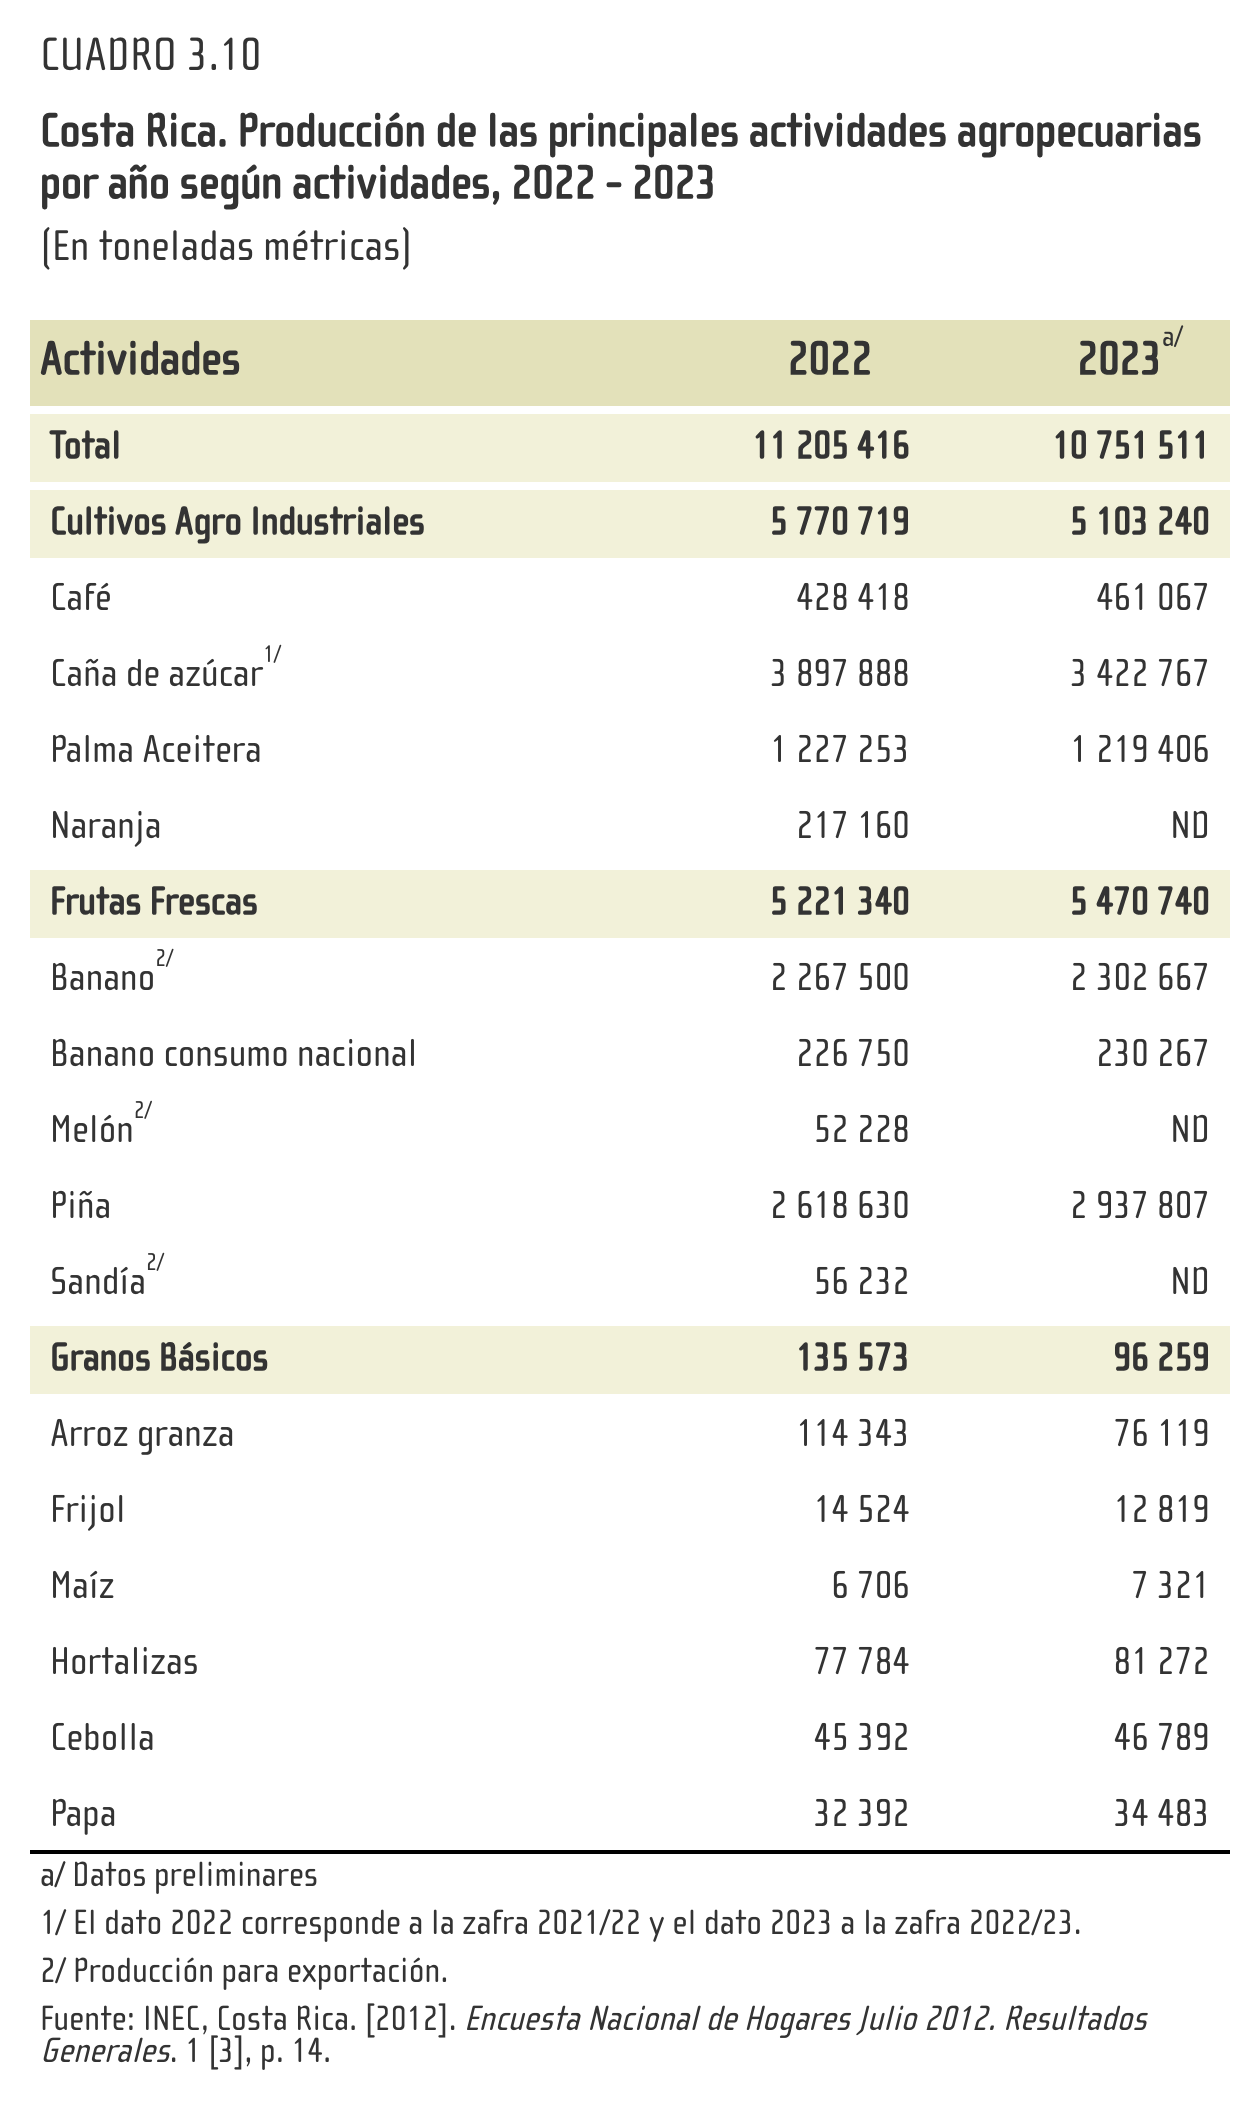 CUADRO 3.10
Costa Rica. Producción de las principales actividades agropecuarias
por año según actividades, 2022 - 2023
(En toneladas métricas)
Actividades 2022 2023 a/
Total 11 205 416 10 751 511
Cultivos Agro Industriales 5 770 719 5 103 240
Café 428 418 461 067
Caña de azúcar 1/ 3 897 888 3 422 767
Palma Aceitera 1 227 253 1 219 406
Naranja 217 160 ND
Frutas Frescas 5 221 340 5 470 740
Banano 2/ 2 267 500 2 302 667
Banano consumo nacional 226 750 230 267
Melón 2/ 52 228 ND
Piña 2 618 630 2 937 807
Sandía 2/ 56 232 ND
Granos Básicos 135 573 96 259
Arroz granza 114 343 76 119
Frijol 14 524 12 819
Maíz 6 706 7 321
Hortalizas 77 784 81 272
Cebolla 45 392 46 789
Papa 32 392 34 483
a/ Datos preliminares
1/ El dato 2022 corresponde a la zafra 2021/22 y el dato 2023 a la zafra 2022/23.
2/ Producción para exportación.
Fuente: INEC, Costa Rica. [2012]. Encuesta Nacional de Hogares Julio 2012. Resultados
Generales. 1 [3], p. 14.